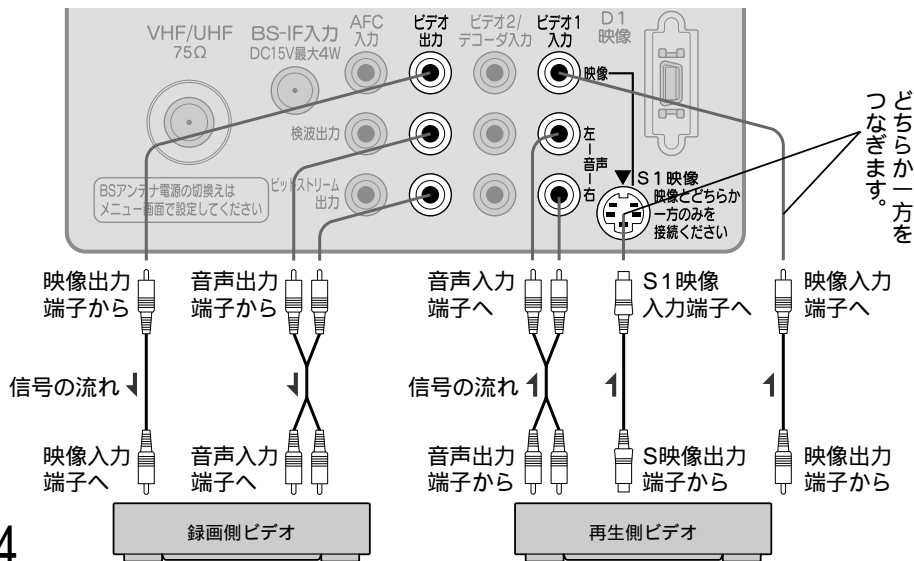 VHF/UHF
75Ω
BS-IF入力
DC15V最大4W
AFC
入力
ビデオ
出力
ビデオ2/
デコーダ入力
ビデオ1
入力
D1
映像
映像
検波出力
左
音声
右
ビットストリーム
出力
BSアンテナ電源の切換えは
メニュー画面で設定してください
S1映像
映像とどちらか
一方のみを
接続ください
どちらか一方を
つなぎます。
映像出力
端子から
音声出力
端子から
音声入力
端子へ
S1映像
入力端子へ
映像入力
端子へ
信号の流れ
信号の流れ
映像入力
端子へ
音声入力
端子へ
音声出力
端子から
S映像出力
端子から
映像出力
端子から
録画側ビデオ
再生側ビデオ
4